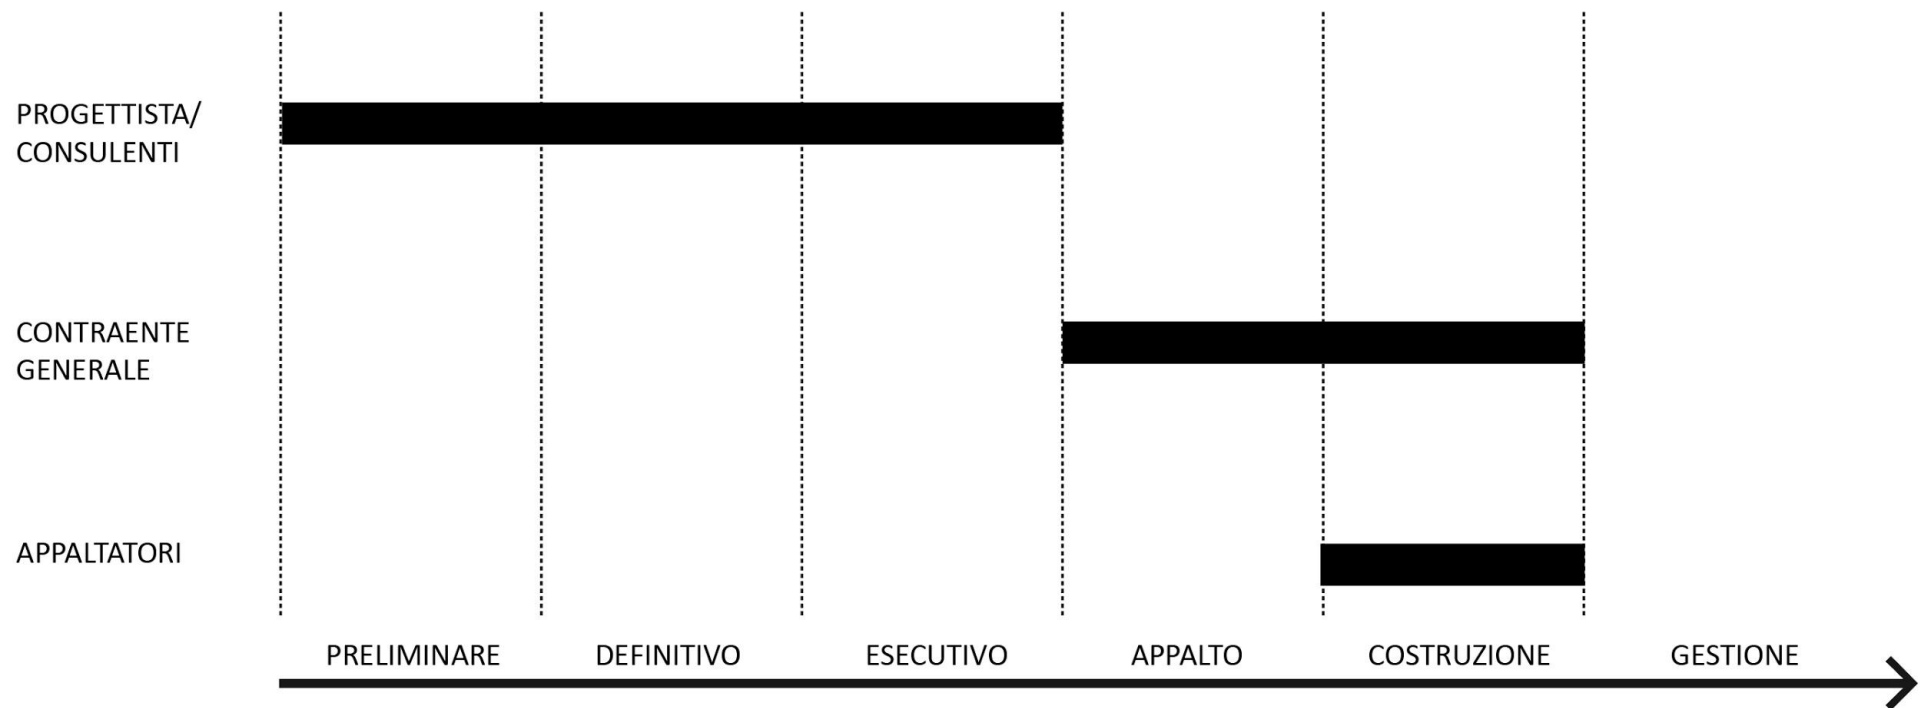 PROGETTISTA/
CONSULENTI
CONTRAENTE
GENERALE
APPALTATORI
PRELIMINARE DEFINITIVO ESECUTIVO APPALTO COSTRUZIONE GESTIONE